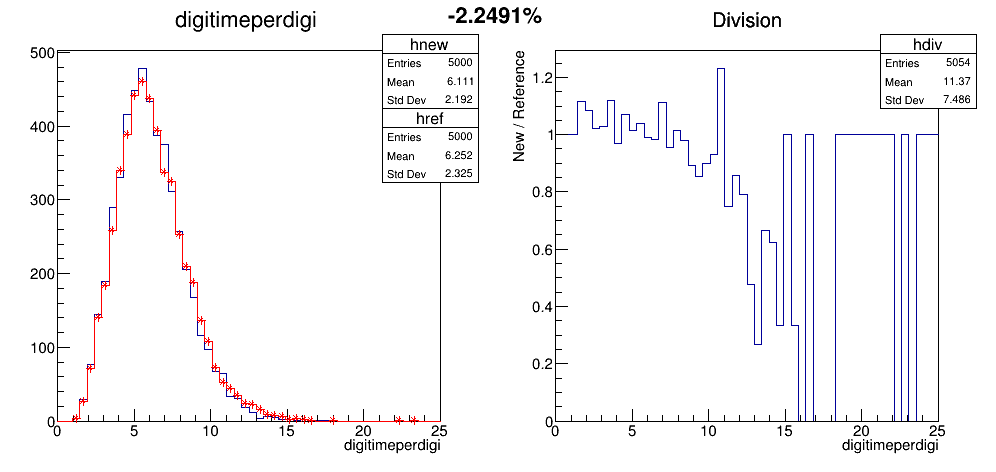 -2.2491%
digitimeperdigi
hnew
Entries 5000
Mean 6.111
Std Dev 2.192
href
Entries 5000
Mean 6.252
Std Dev 2.325
500
400
300
200
100
0
0 5 10 15 20 25
digitimeperdigi
Division
hdiv
Entries 5054
Mean 11.37
Std Dev 7.486
New / Reference
1.2
1
0.8
0.6
0.4
0.2
0
0 5 10 15 20 25
digitimeperdigi